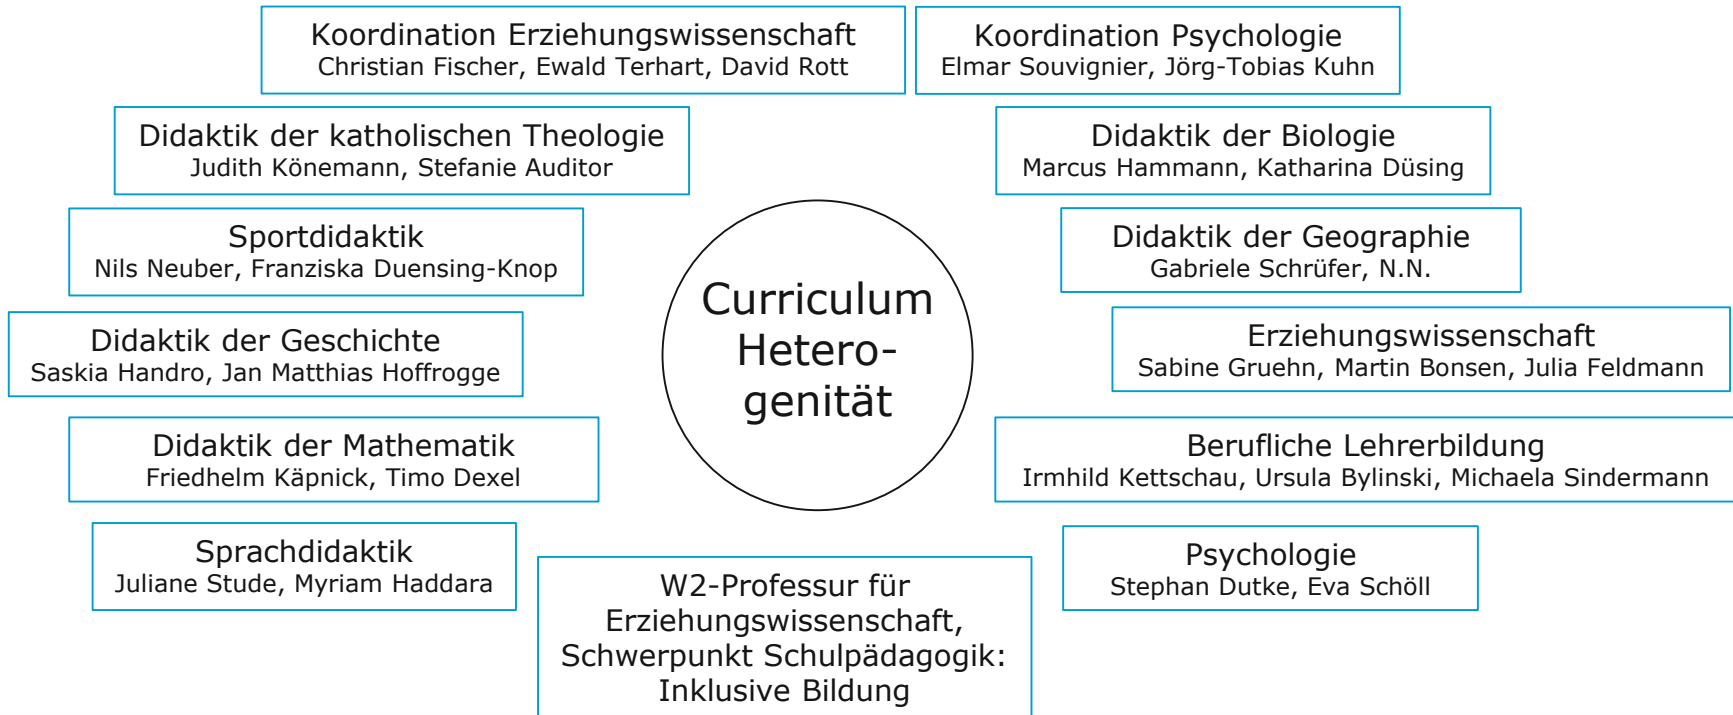 Koordination Erziehungswissenschaft
Christian Fischer, Ewald Terhart, David Rott
Koordination Psychologie
Elmar Souvignier, Jörg-Tobias Kuhn
Didaktik der katholischen Theologie
Judith Könemann, Stefanie Auditor
Didaktik der Biologie
Marcus Hammann, Katharina Düsing
Sportdidaktik
Nils Neuber, Franziska Duensing-Knop
Didaktik der Geographie
Gabriele Schrüfer, N.N.
Curriculum
Hetero-
genität
Didaktik der Geschichte
Saskia Handro, Jan Matthias Hoffrogge
Erziehungswissenschaft
Sabine Gruehn, Martin Bonsen, Julia Feldmann
Didaktik der Mathematik
Friedhelm Käpnick, Timo Dexel
Berufliche Lehrerbildung
Irmhild Kettschau, Ursula Bylinski, Michaela Sindermann
Sprachdidaktik
Juliane Stude, Myriam Haddara
Psychologie
Stephan Dutke, Eva Schöll
W2-Professur für
Erziehungswissenschaft,
Schwerpunkt Schulpädagogik:
Inklusive Bildung